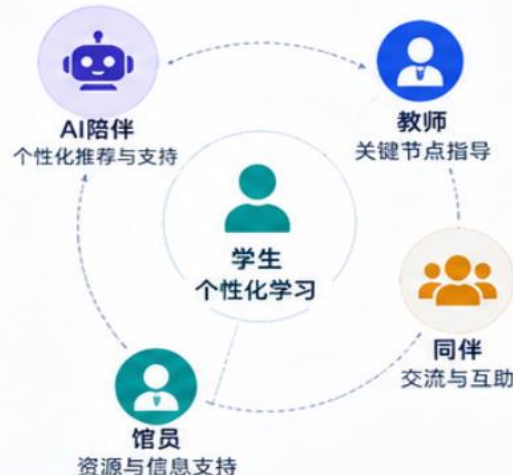 AI陪伴
个性化推荐与支持
教师
关键节点指导
学生
个性化学习
同伴
交流与互助
馆员
资源与信息支持